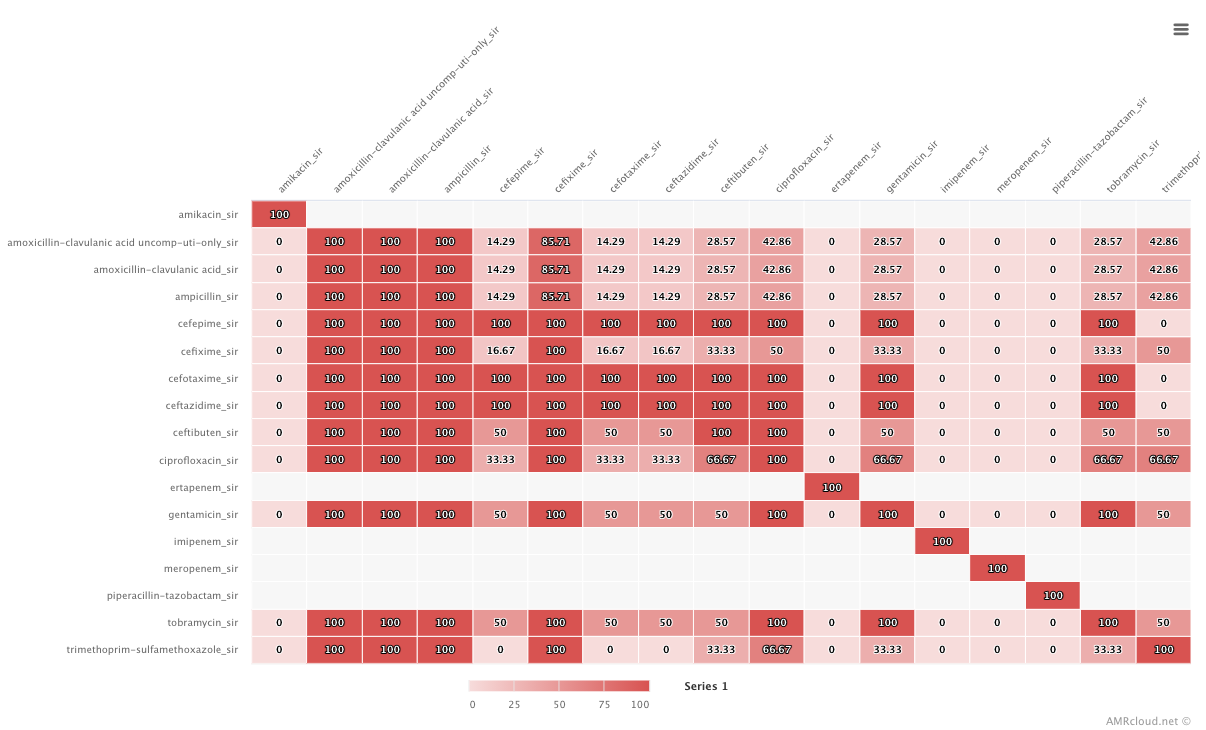 amikacin_sir amoxicillin-clavulanic acid uncomp-uti-only_sir amoxicillin-clavulanic acid_sir ampicillin_sir cefepime_sir cefixime_sir cefotaxime_sir ceftazidime_sir ceftibuten_sir ciprofloxacin_sir ertapenem_sir gentamicin_sir imipenem_sir meropenem_sir piperacillin-tazobactam_sir tobramycin_sir trimethopr
amikacin_sir 100
amoxicillin-clavulanic acid uncomp-uti-only_sir 0 100 100 100 14.29 85.71 14.29 14.29 28.57 42.86 0 28.57 0 0 0 28.57 42.86
amoxicillin-clavulanic acid_sir 0 100 100 100 14.29 85.71 14.29 14.29 28.57 42.86 0 28.57 0 0 0 28.57 42.86
ampicillin_sir 0 100 100 100 14.29 85.71 14.29 14.29 28.57 42.86 0 28.57 0 0 0 28.57 42.86
cefepime_sir 0 100 100 100 100 100 100 100 100 100 0 100 0 0 0 100 0
cefixime_sir 0 100 100 100 16.67 100 16.67 16.67 33.33 50 0 33.33 0 0 0 33.33 50
cefotaxime_sir 0 100 100 100 100 100 100 100 100 100 0 100 0 0 0 100 0
ceftazidime_sir 0 100 100 100 100 100 100 100 100 100 0 100 0 0 0 100 0
ceftibuten_sir 0 100 100 100 50 100 50 50 100 100 0 50 0 0 0 50 50
ciprofloxacin_sir 0 100 100 100 33.33 100 33.33 33.33 66.67 100 0 66.67 0 0 0 66.67 66.67
ertapenem_sir 100
gentamicin_sir 0 100 100 100 50 100 50 50 50 100 0 100 0 0 0 100 50
imipenem_sir 100
meropenem_sir 100
piperacillin-tazobactam_sir 100
tobramycin_sir 0 100 100 100 50 100 50 50 50 100 0 100 0 0 0 100 50
trimethoprim-sulfamethoxazole_sir 0 100 100 100 0 100 0 0 33.33 66.67 0 33.33 0 0 0 33.33 100
Series 1
0 25 50 75 100
AMRcloud.net ©